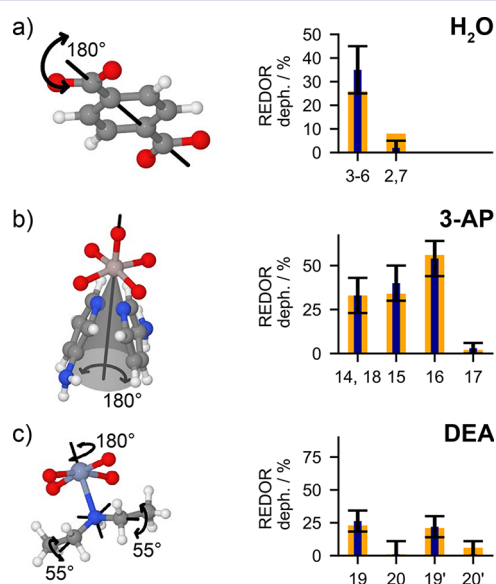 a)
180°
H₂O
REDOR
deph. / %
50
40
30
20
10
0
3-6 2,7
b)
180°
3-AP
REDOR
deph. / %
50
25
0
14, 18 15 16 17
c)
180°
55°
55°
DEA
REDOR
deph. / %
75
50
25
0
19 20 19' 20'